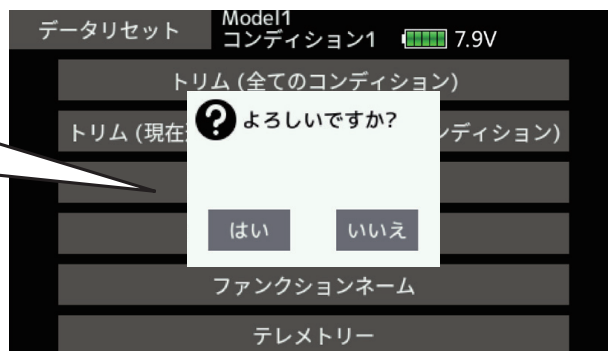 データリセット
Model1
コンディション1 7.9V
トリム (全てのコンディション)
トリム (現在 ンディション)
? よろしいですか?
はい いいえ
ファンクションネーム
テレメトリー